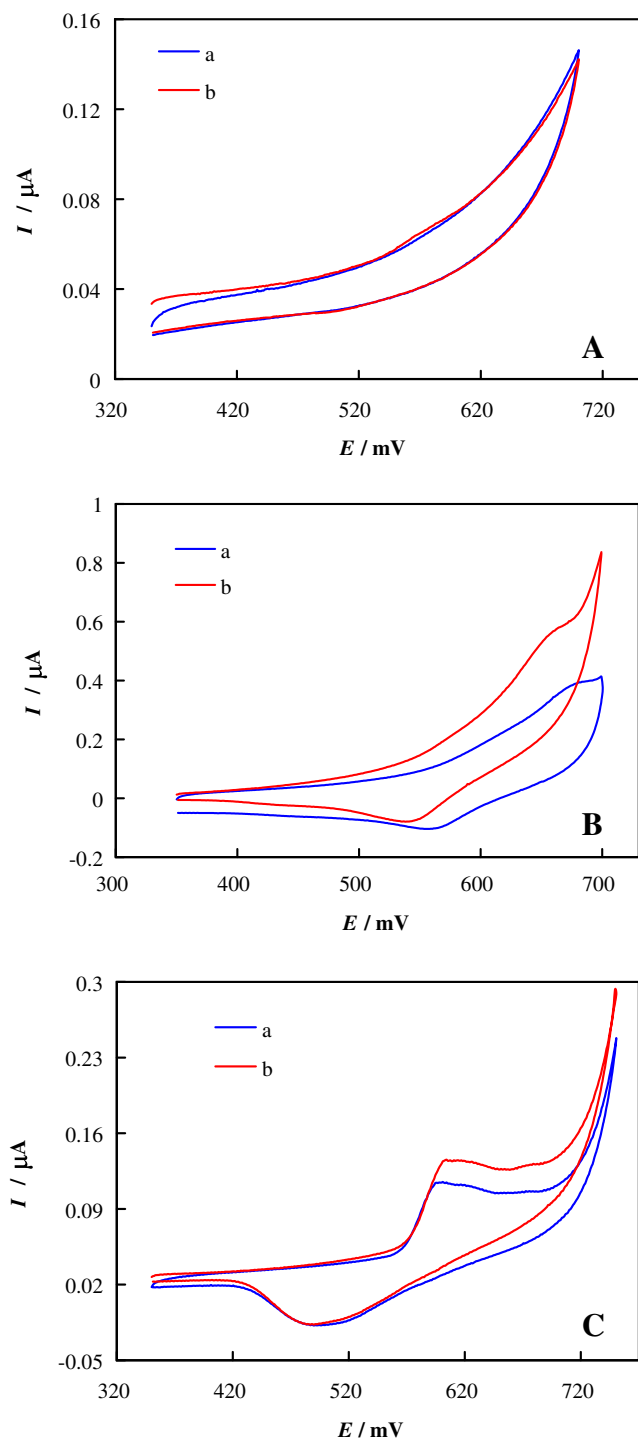 0.16
a
b
0.12
I / µA
0.08
0.04
A
0
320 420 520 620 720
E / mV
1
a
0.8
b
0.6
I / µA
0.4
0.2
0
B
-0.2
300 400 500 600 700
E / mV
0.3
a
0.23
b
0.16
I / µA
0.09
0.02
C
-0.05
320 420 520 620 720
E / mV